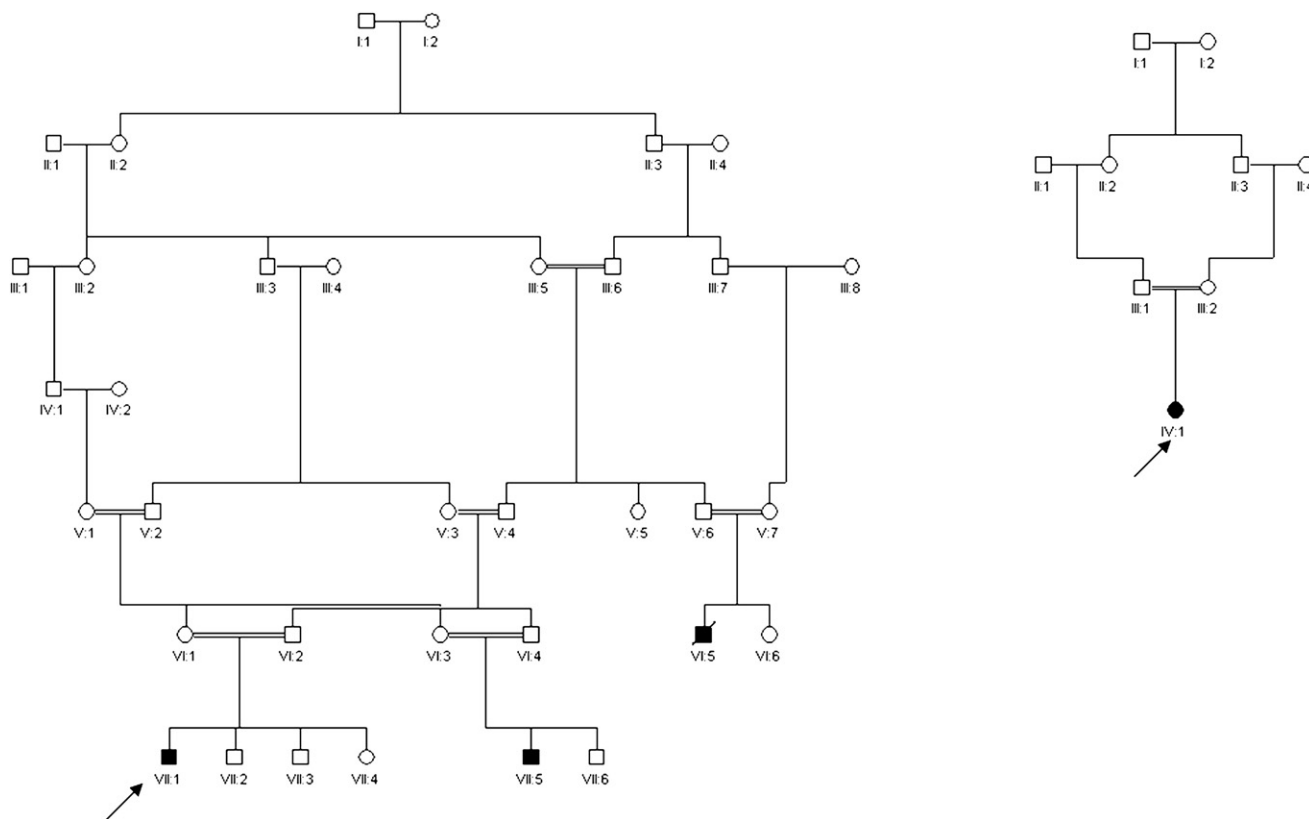 I:1 I:2
II:1 II:2 II:3 II:4
III:1 III:2 III:3 III:4 III:5 III:6 III:7 III:8
IV:1 IV:2
V:1 V:2 V:3 V:4 V:5 V:6 V:7
VI:1 VI:2 VI:3 VI:4 VI:5 VI:6
VII:1 VII:2 VII:3 VII:4 VII:5 VII:6
I:1 I:2
II:1 II:2 II:3 II:4
III:1 III:2
IV:1